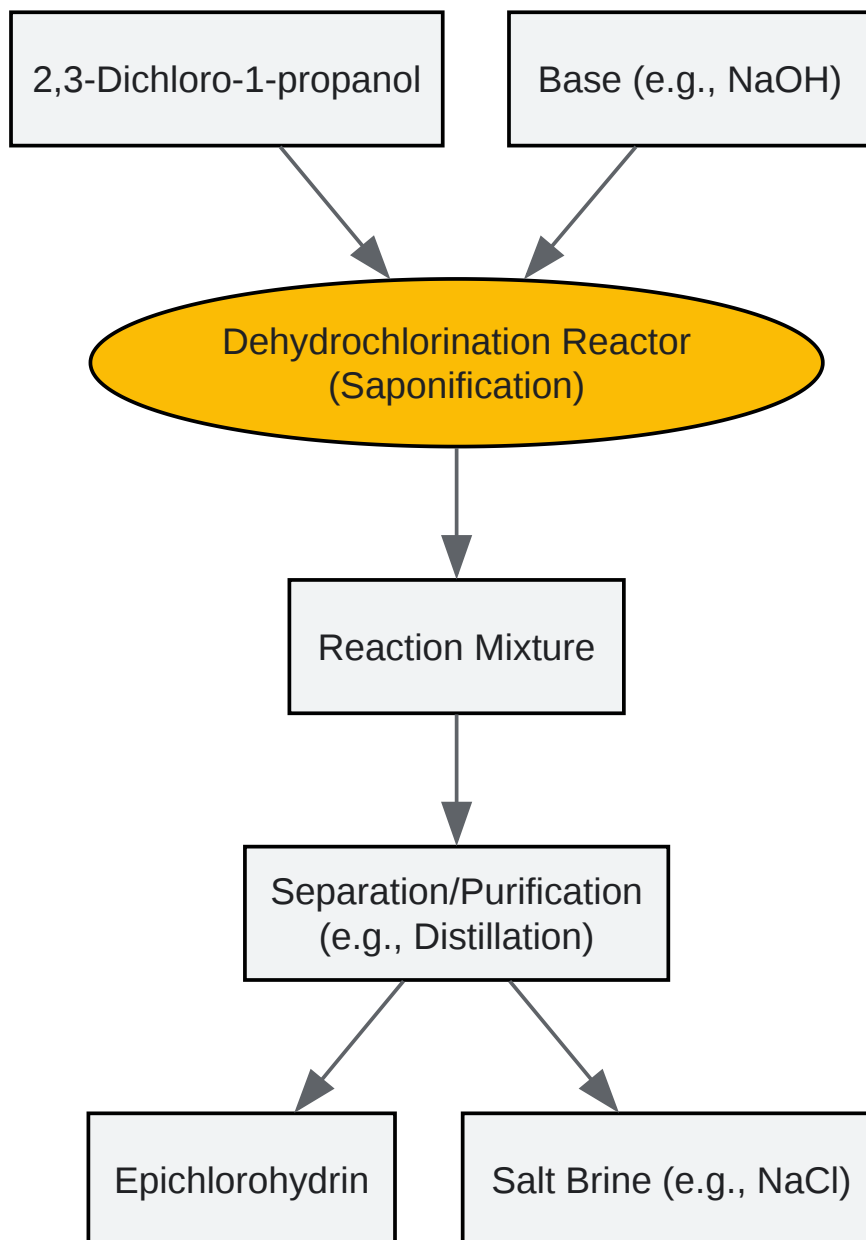 2,3-Dichloro-1-propanol
Base (e.g., NaOH)
Dehydrochlorination Reactor
(Saponification)
Reaction Mixture
Separation/Purification
(e.g., Distillation)
Epichlorohydrin
Salt Brine (e.g., NaCl)